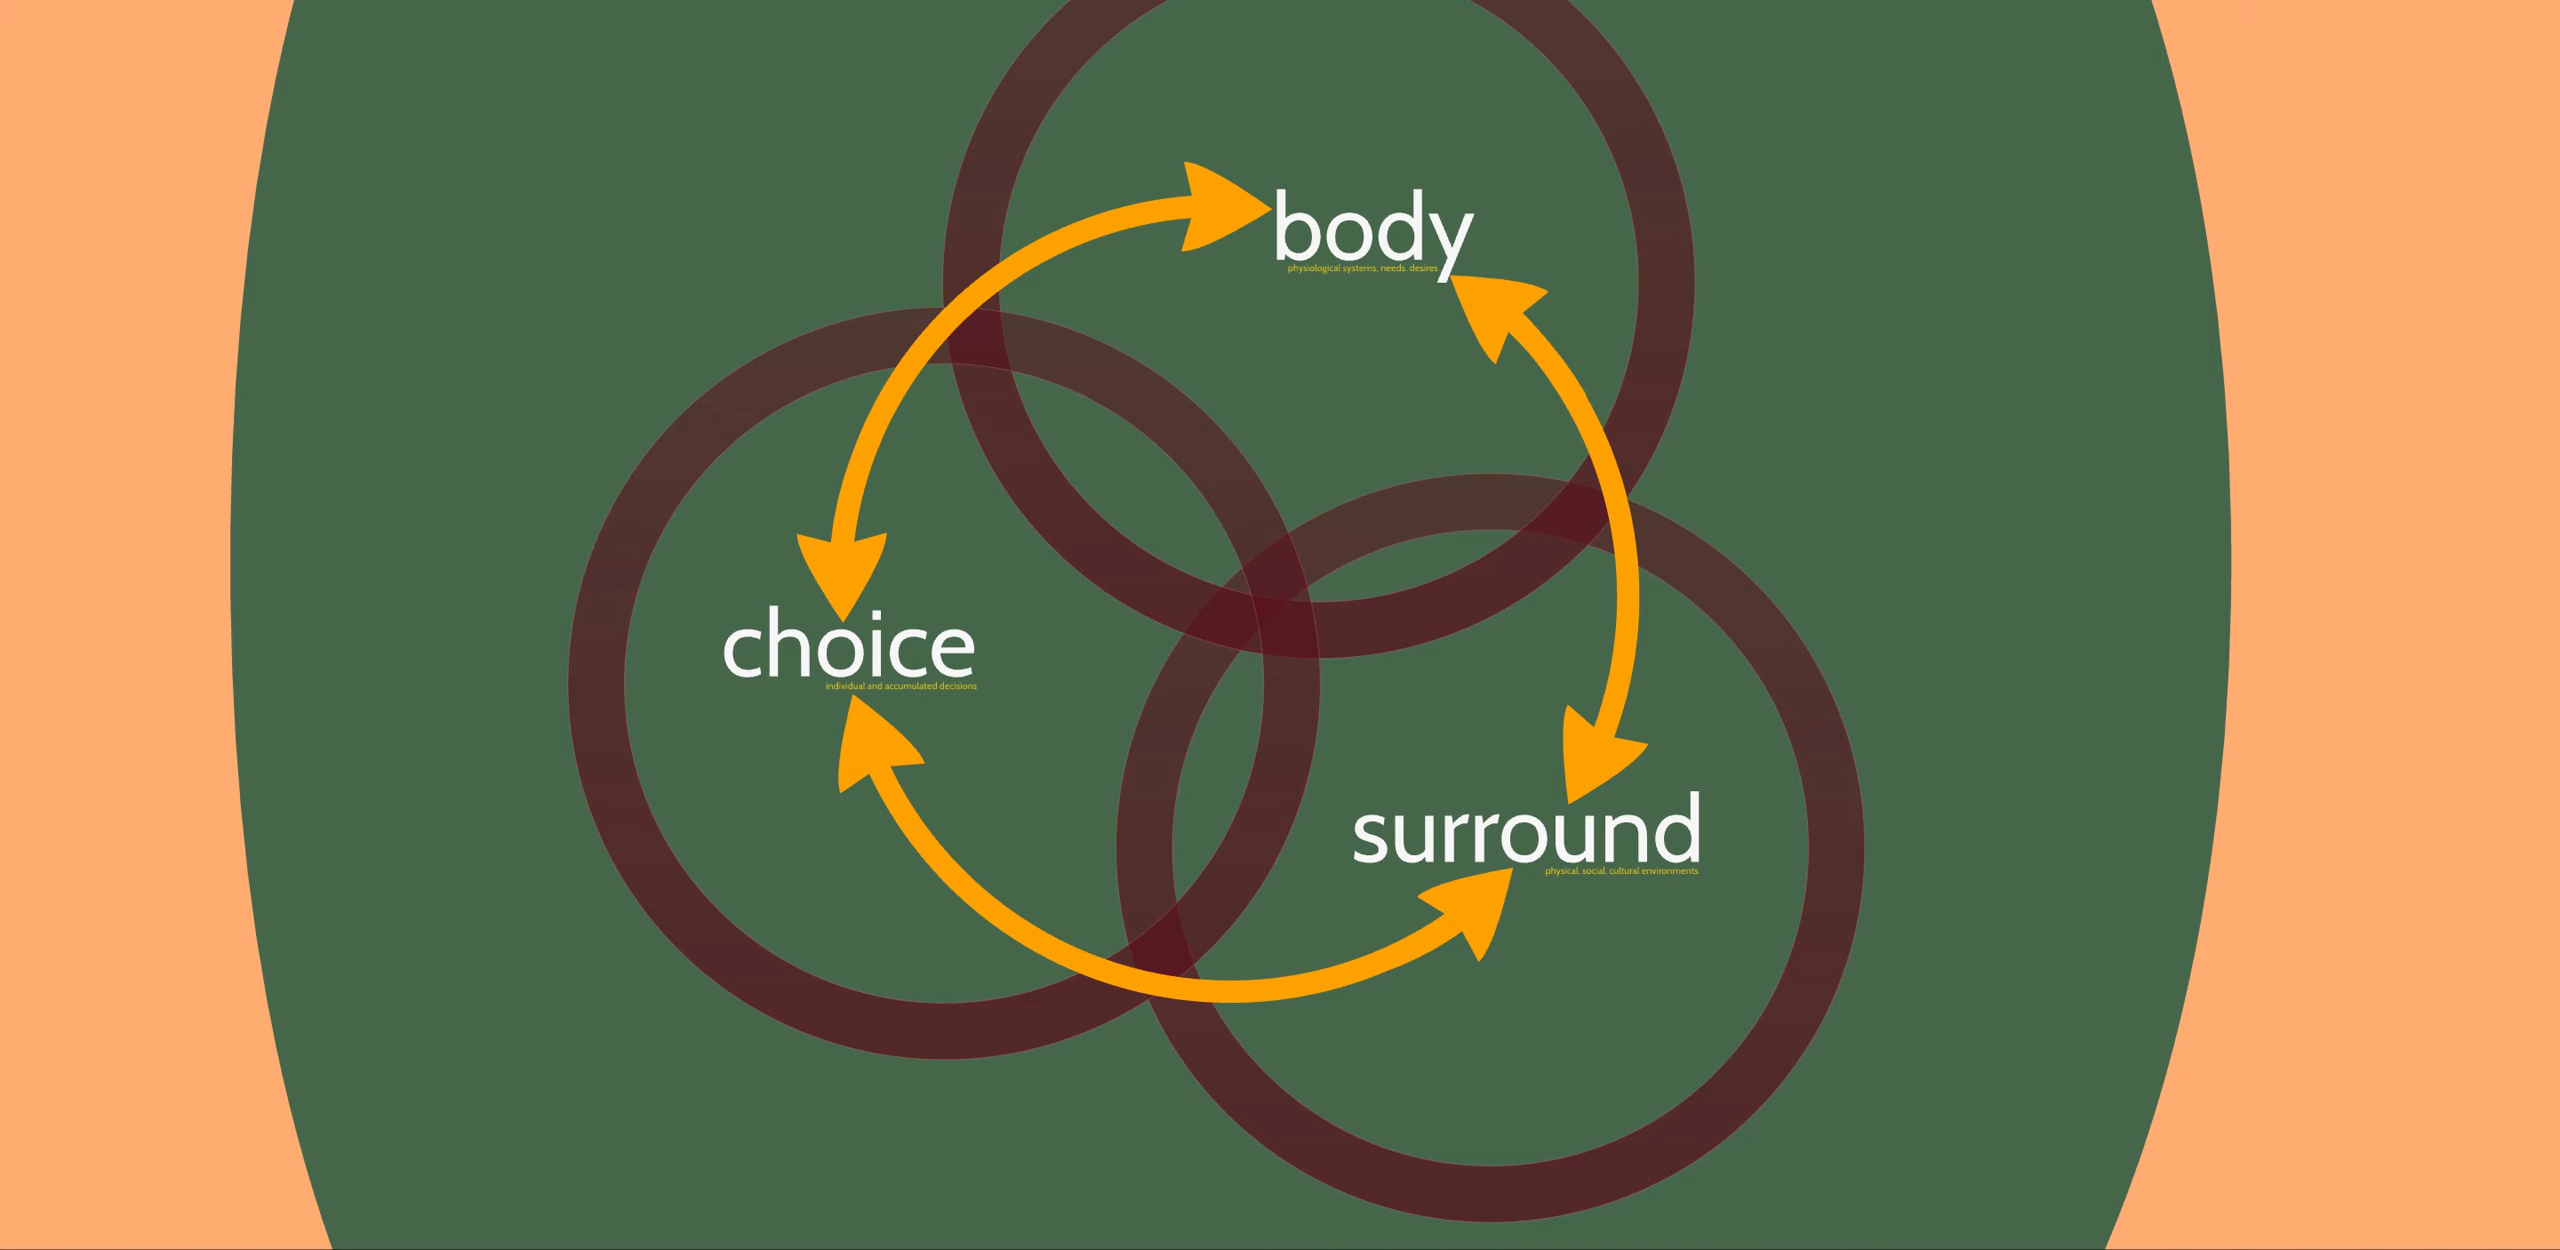 body
physiological systems, needs, desires
choice
individual and accumulated decisions
surround
physical, social, cultural environments